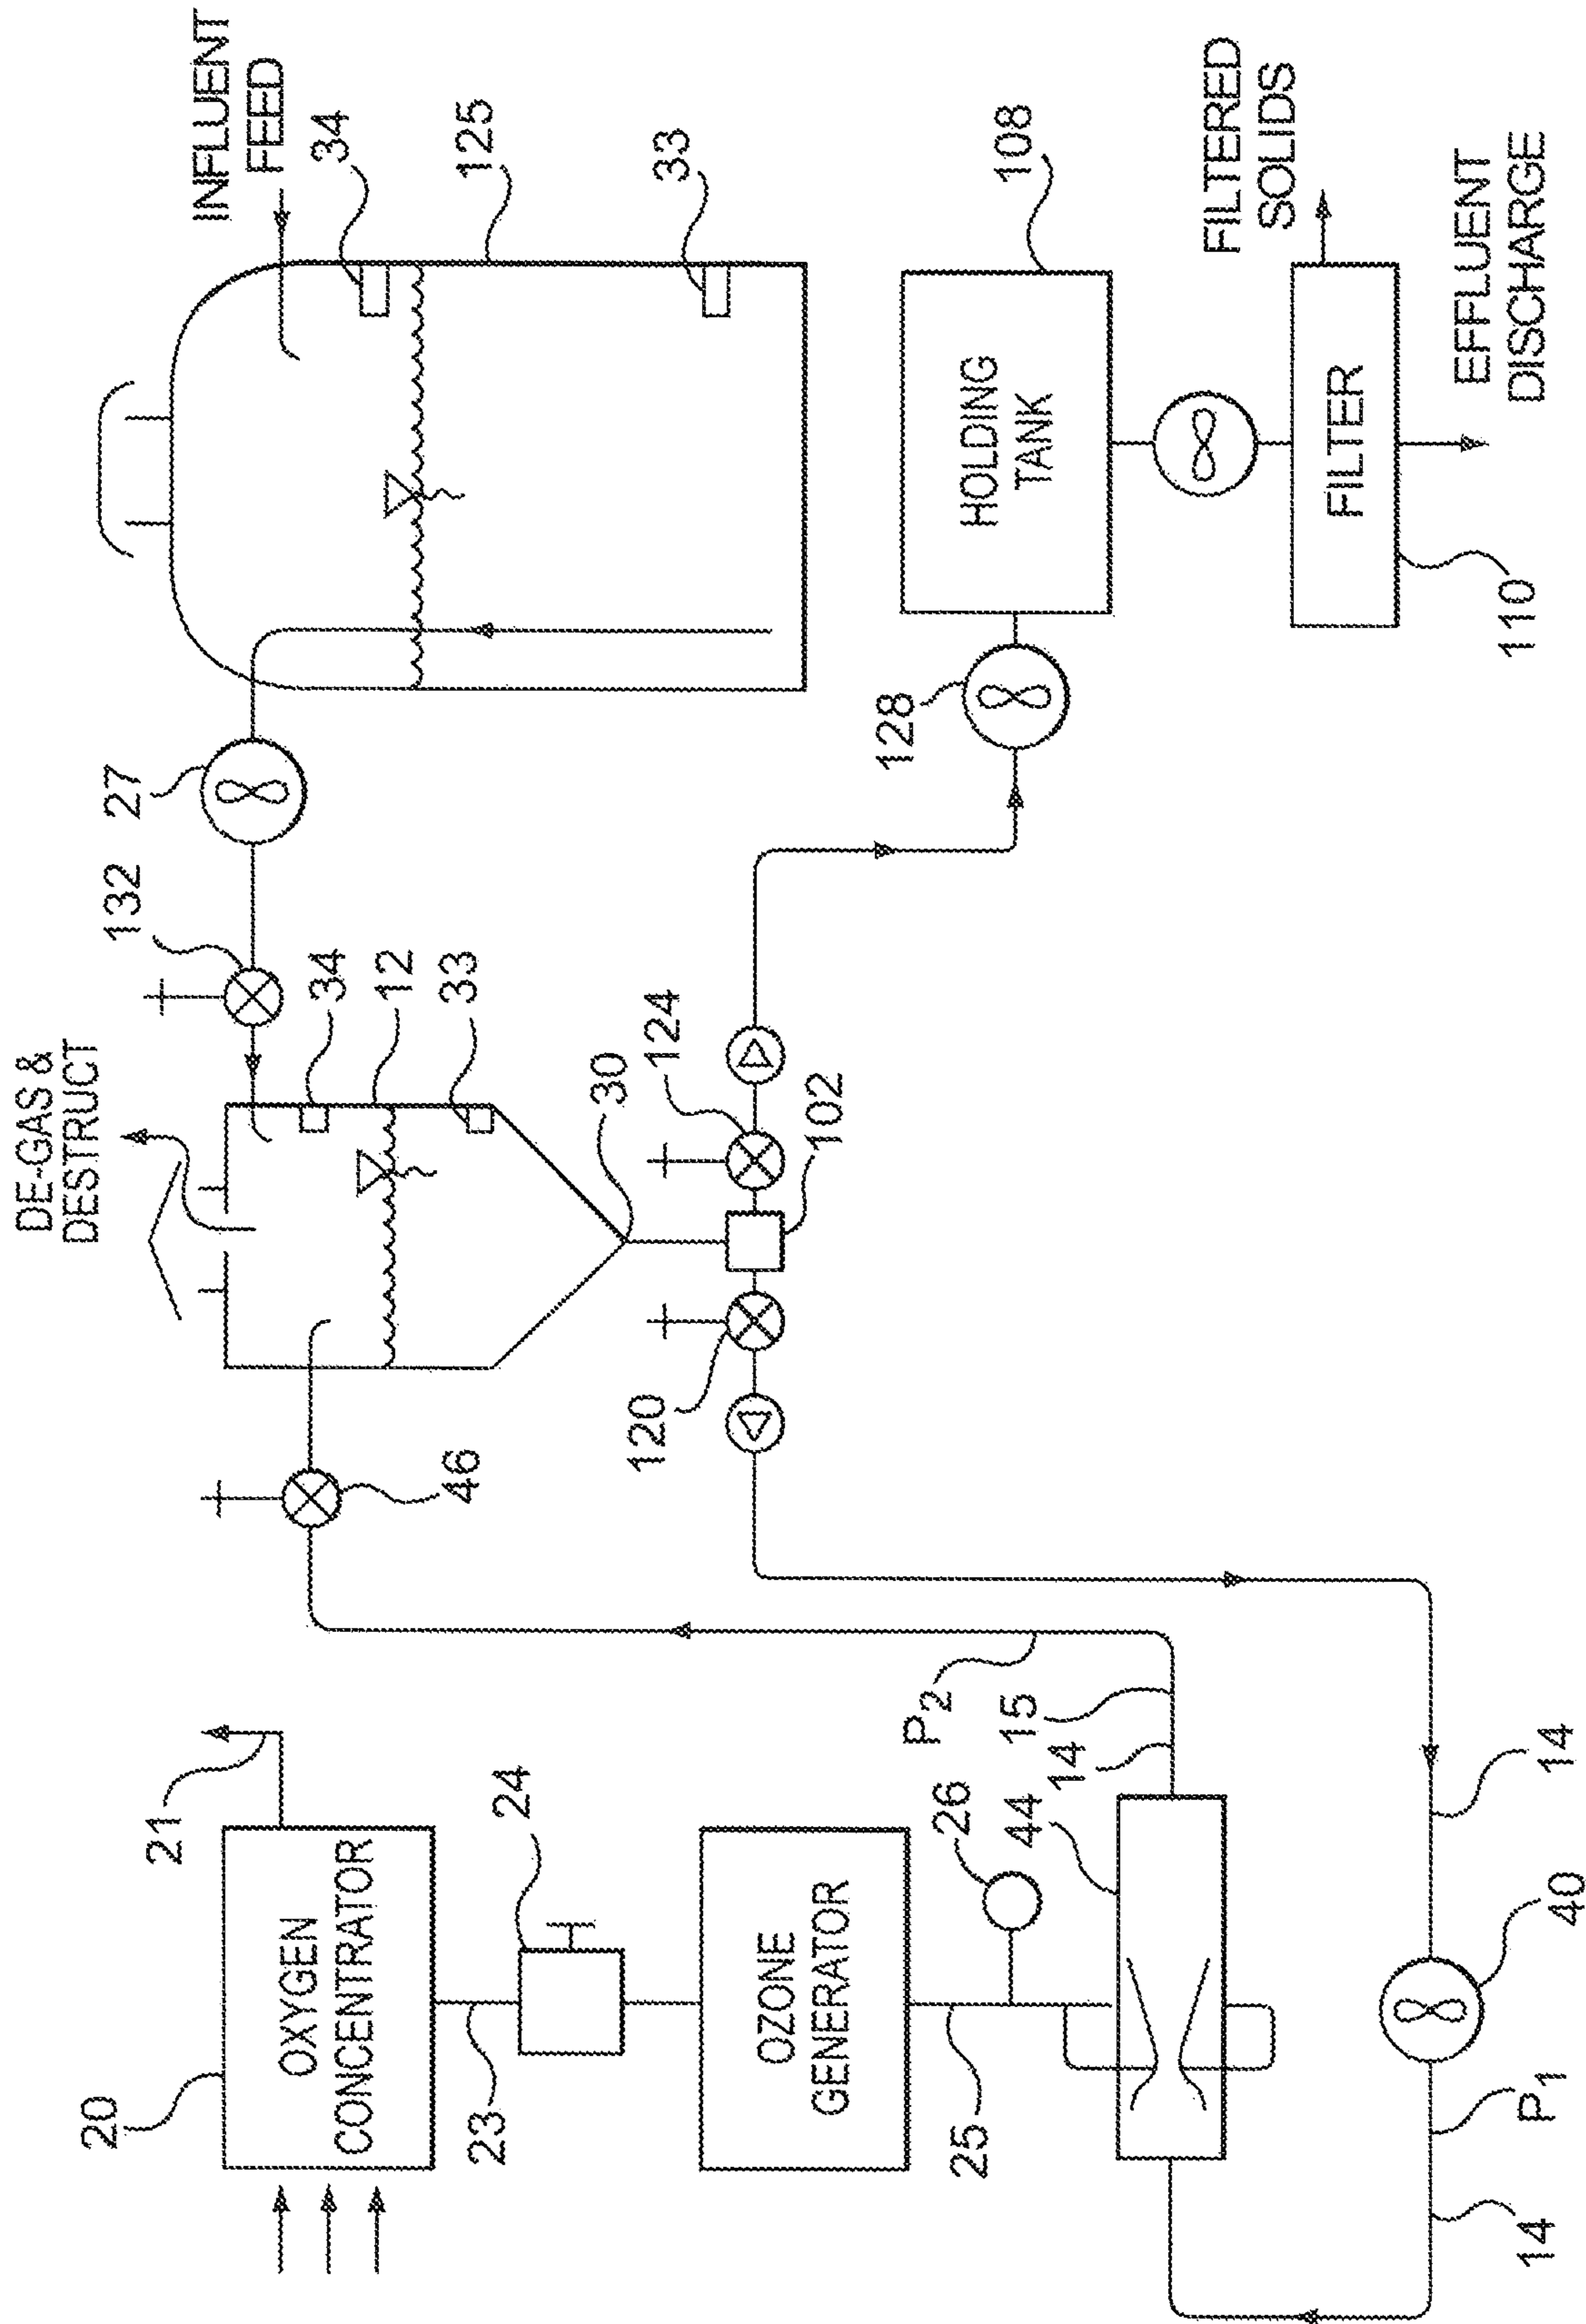 DE-GAS &
DESTRUCT
20
132
27
21
INFLUENT
FEED
OXYGEN
CONCENTRATOR
34
34
12
46
33
125
23
24
30
120
124
33
OZONE
GENERATOR
102
128
P2
26
25
HOLDING
TANK
108
44
15
14
FILTERED
SOLIDS
FILTER
EFFLUENT
DISCHARGE
110
14
P1
14
40